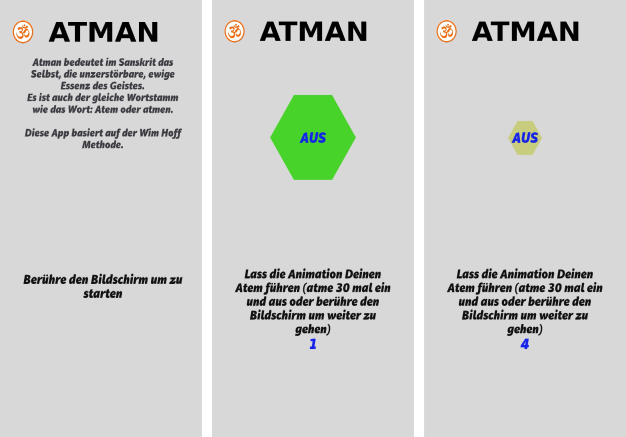 ॐ ATMAN
Atman bedeutet im Sanskrit das
Selbst, die unzerstörbare, ewige
Essenz des Geistes.
Es ist auch der gleiche Wortstamm
wie das Wort: Atem oder atmen.
Diese App basiert auf der Wim Hoff
Methode.
Berühre den Bildschirm um zu
starten
ॐ ATMAN
AUS
Lass die Animation Deinen
Atem führen (atme 30 mal ein
und aus oder berühre den
Bildschirm um weiter zu
gehen)
1
ॐ ATMAN
AUS
Lass die Animation Deinen
Atem führen (atme 30 mal ein
und aus oder berühre den
Bildschirm um weiter zu
gehen)
4